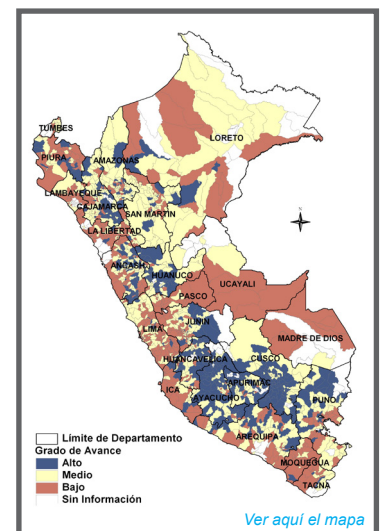 N
TUMBES
LORETO
PIURA
AMAZONAS
LAMBAYEQUE
CAJAMARCA
SAN MARTIN
LA LIBERTAD
ANCASH
HUANUCO
UCAYALI
PASCO
LIMA
JUNIN
MADRE DE DIOS
HUANCAVELICA
CUSCO
ICA
APURIMAC
AYACUCHO
PUNO
AREQUIPA
MOQUEGUA
TACNA
Límite de Departamento
Grado de Avance
Alto
Medio
Bajo
Sin Información
Ver aquí el mapa